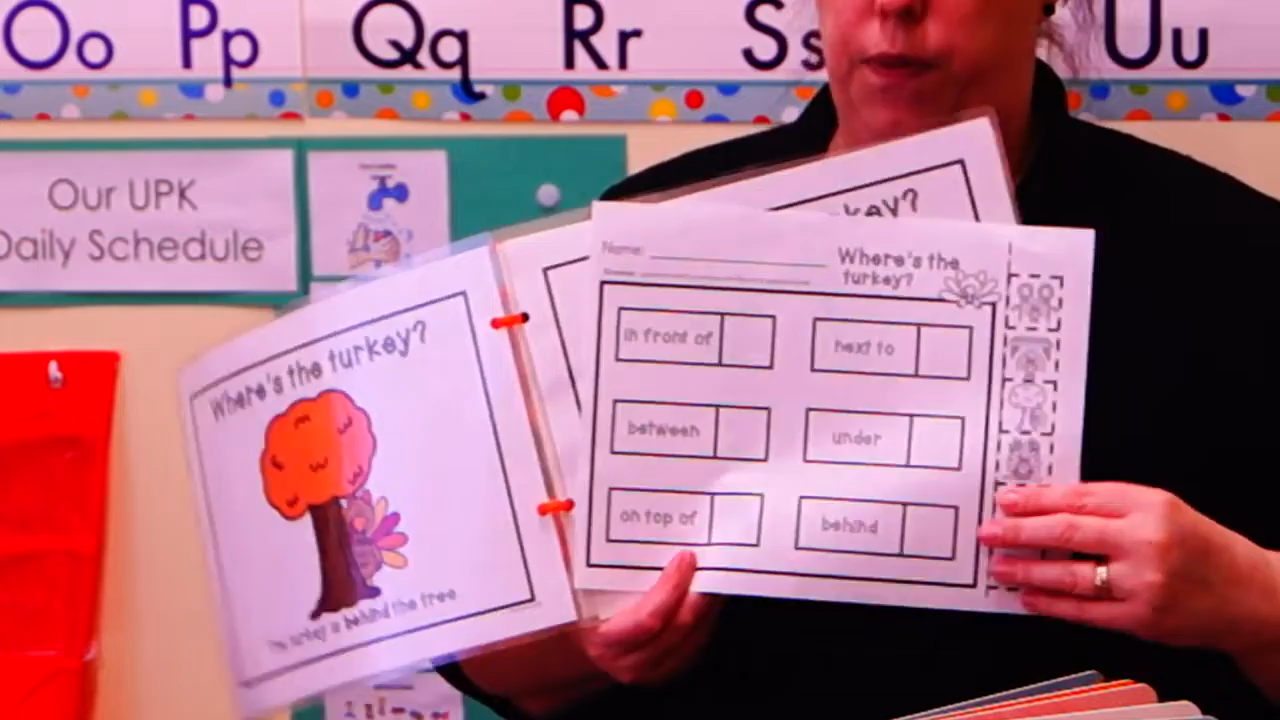 Oo Pp Qq Rr Ss Uu
Our UPK
Daily Schedule
key?
Name:
Where's the
turkey?
in front of
next to
between
under
on top of
behind
Where's the turkey?
The turkey is behind the tree.